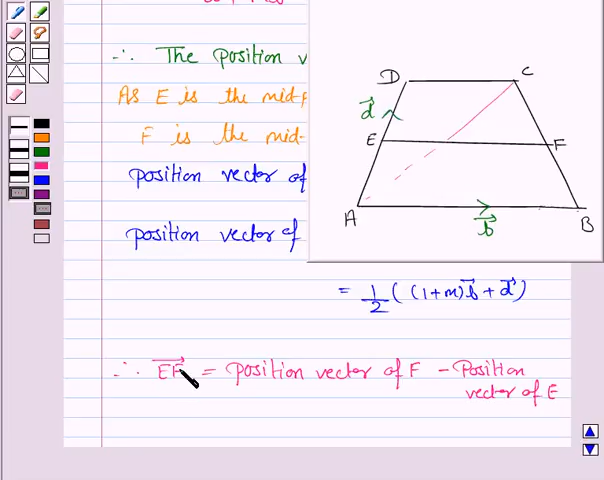 ∴ The position v
As E is the mid-p
F is the mid-
position vector of
position vector of
= 1/2 ( (1+m)b⃗ + d⃗ )
∴ EF⃗ = position vector of F - Position
vector of E
D C
d⃗
E F
A B
b⃗